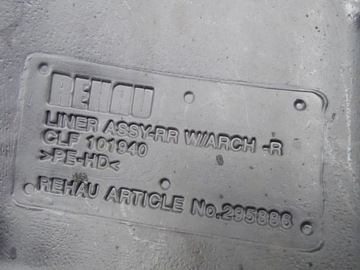 REHAU
LINER ASSY-RR W/ARCH -R
CLF 101940
>PE-HD<
REHAU ARTICLE No.295886